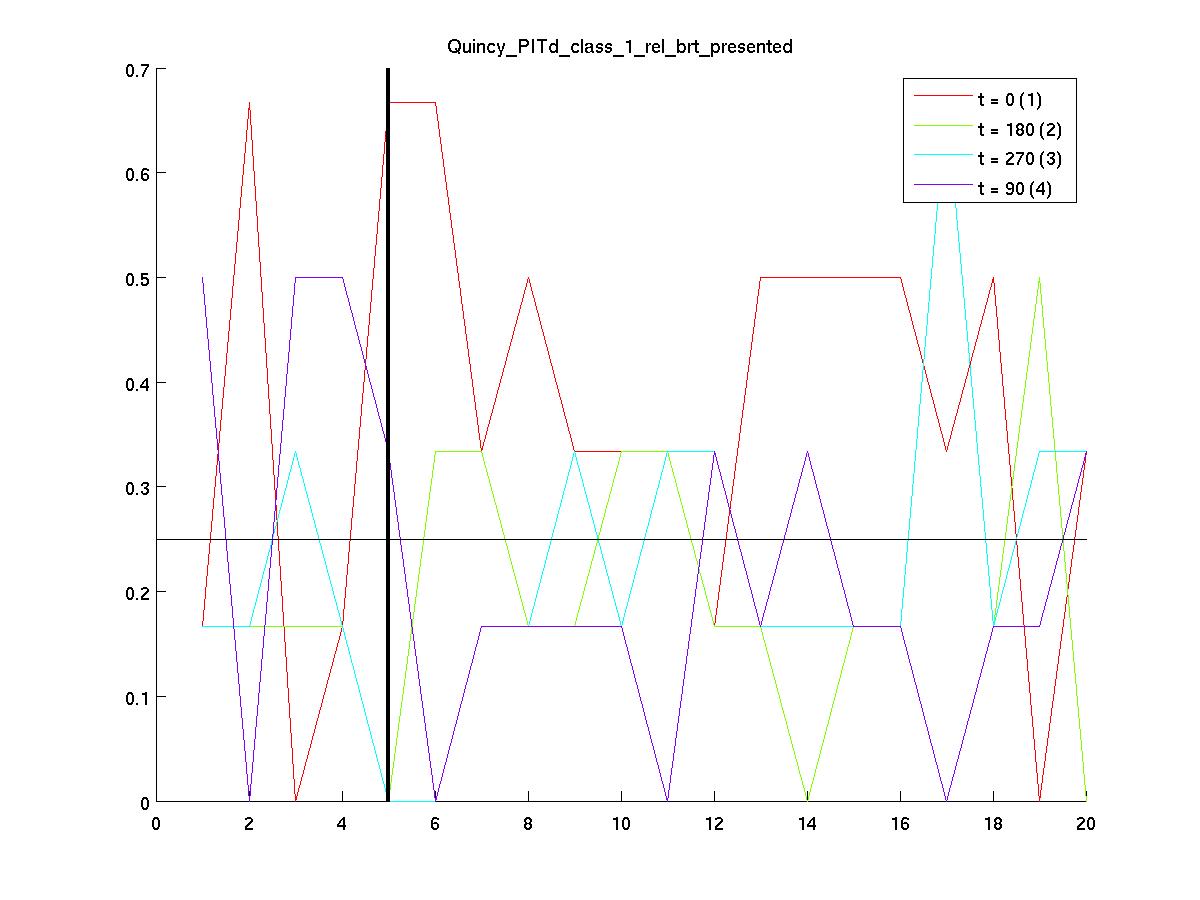 Quincy_PITd_class_1_rel_brt_presented
0.7
0.6
0.5
0.4
0.3
0.2
0.1
0
t = 0 (1)
t = 180 (2)
t = 270 (3)
t = 90 (4)
0 2 4 6 8 10 12 14 16 18 20